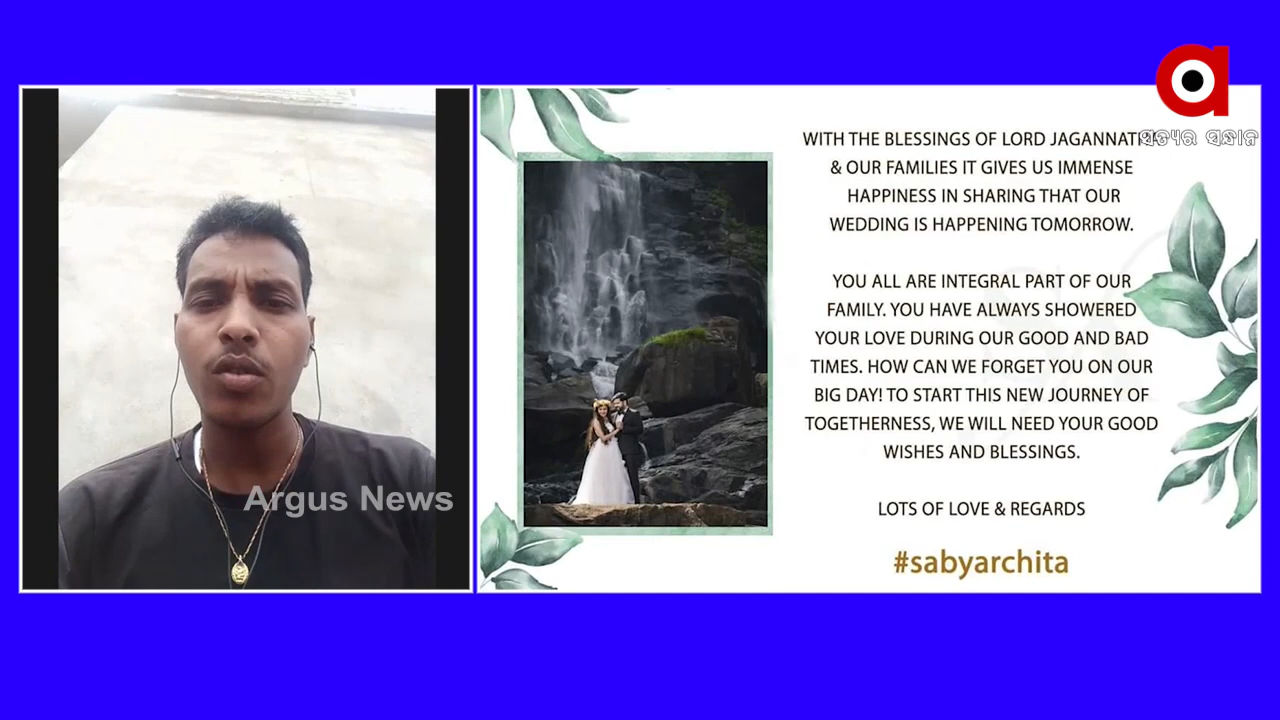 WITH THE BLESSINGS OF LORD JAGANNATH
& OUR FAMILIES IT GIVES US IMMENSE
HAPPINESS IN SHARING THAT OUR
WEDDING IS HAPPENING TOMORROW.
YOU ALL ARE INTEGRAL PART OF OUR
FAMILY. YOU HAVE ALWAYS SHOWERED
YOUR LOVE DURING OUR GOOD AND BAD
TIMES. HOW CAN WE FORGET YOU ON OUR
BIG DAY! TO START THIS NEW JOURNEY OF
TOGETHERNESS, WE WILL NEED YOUR GOOD
WISHES AND BLESSINGS.
LOTS OF LOVE & REGARDS
#sabyarchita
Argus News
a
ସତ୍ୟର ସନ୍ଧାନ